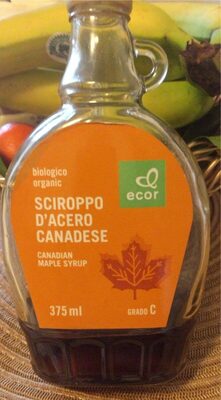 biologico
organic
ecor
SCIROPPO
D'ACERO
CANADESE
CANADIAN
MAPLE SYRUP
375 ml
GRADO C